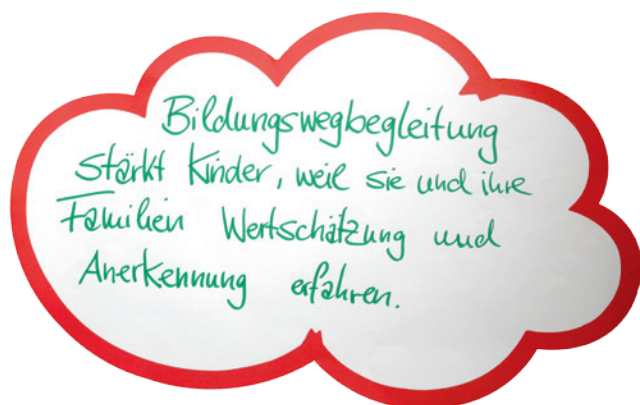 Bildungswegbegleitung
stärkt Kinder, weil sie und ihre
Familien Wertschätzung und
Anerkennung erfahren.